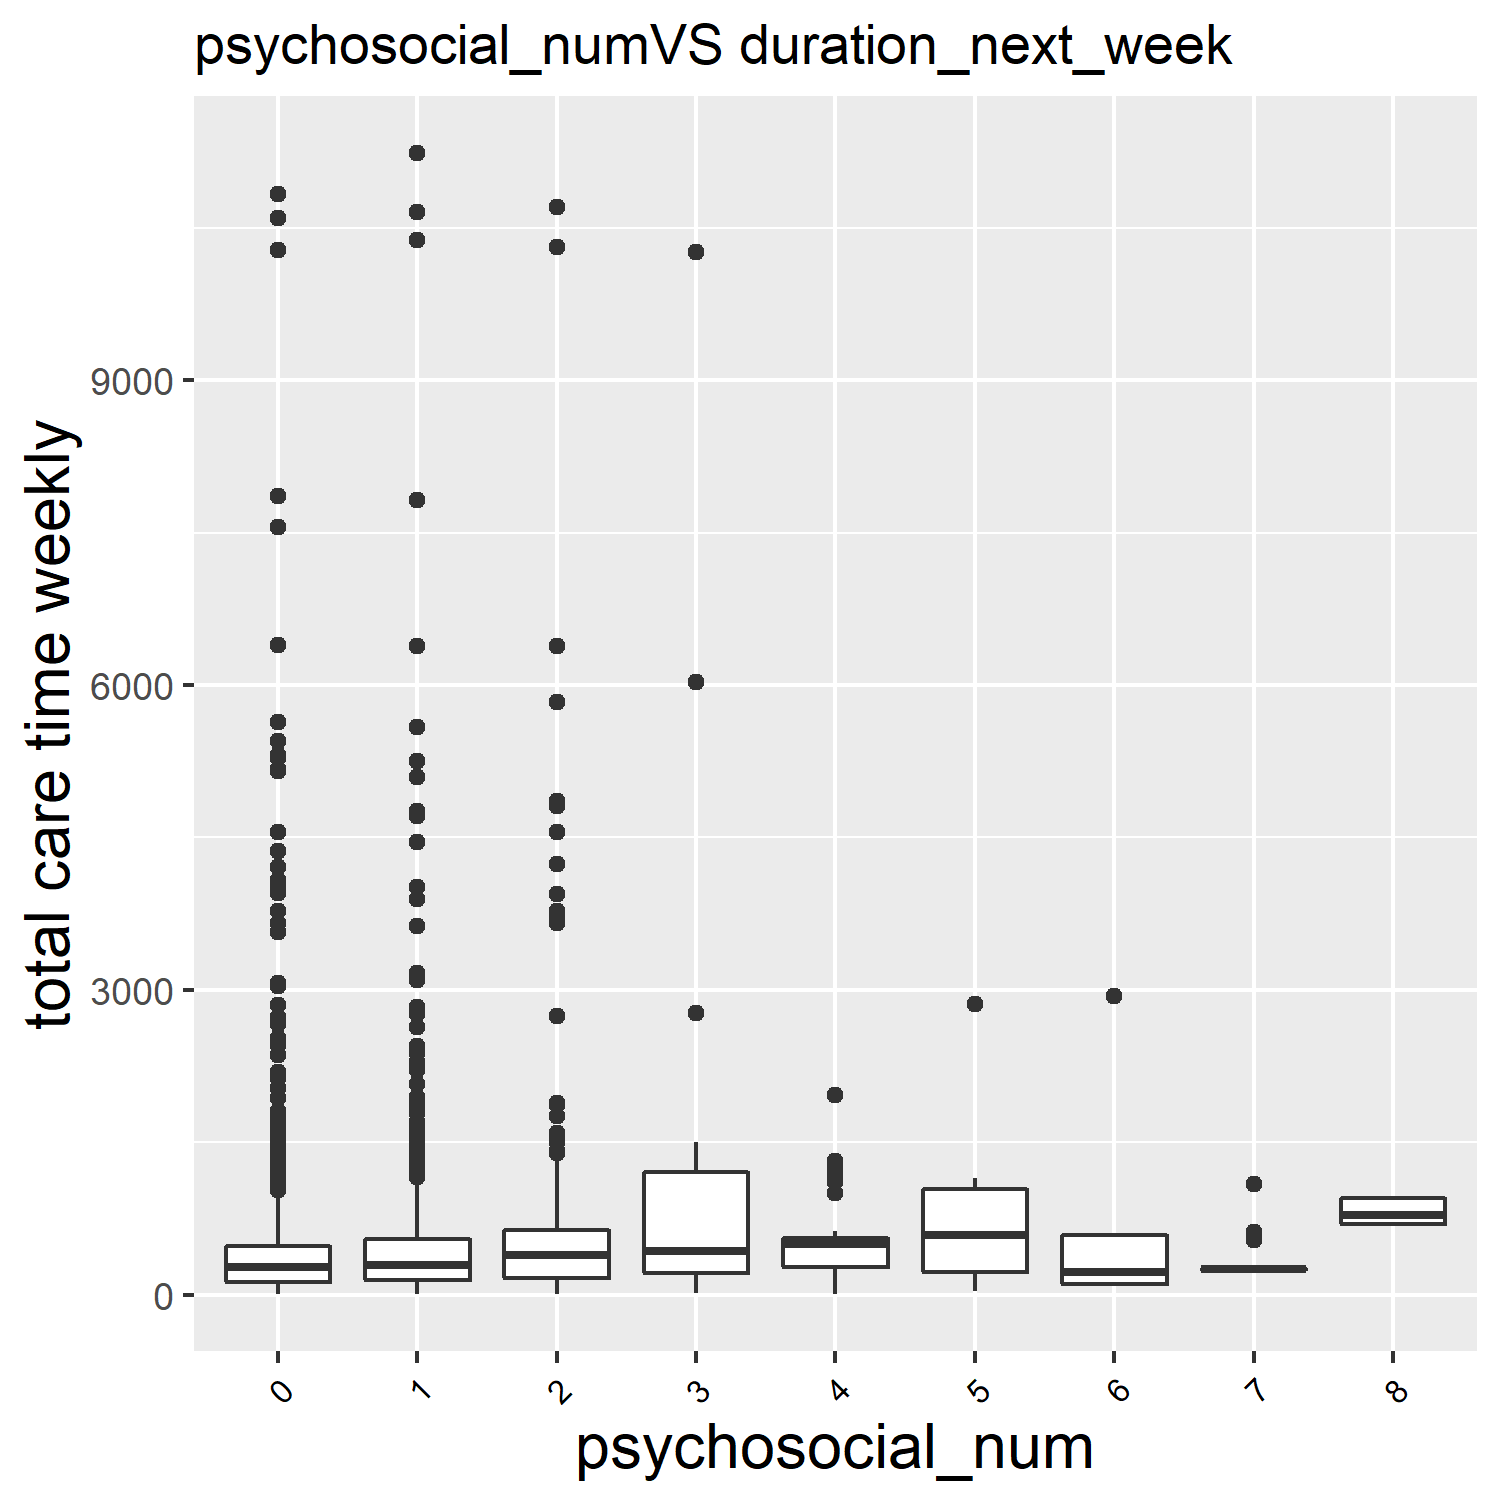 psychosocial_numVS duration_next_week
total care time weekly
9000
6000
3000
0
0 1 2 3 4 5 6 7 8
psychosocial_num